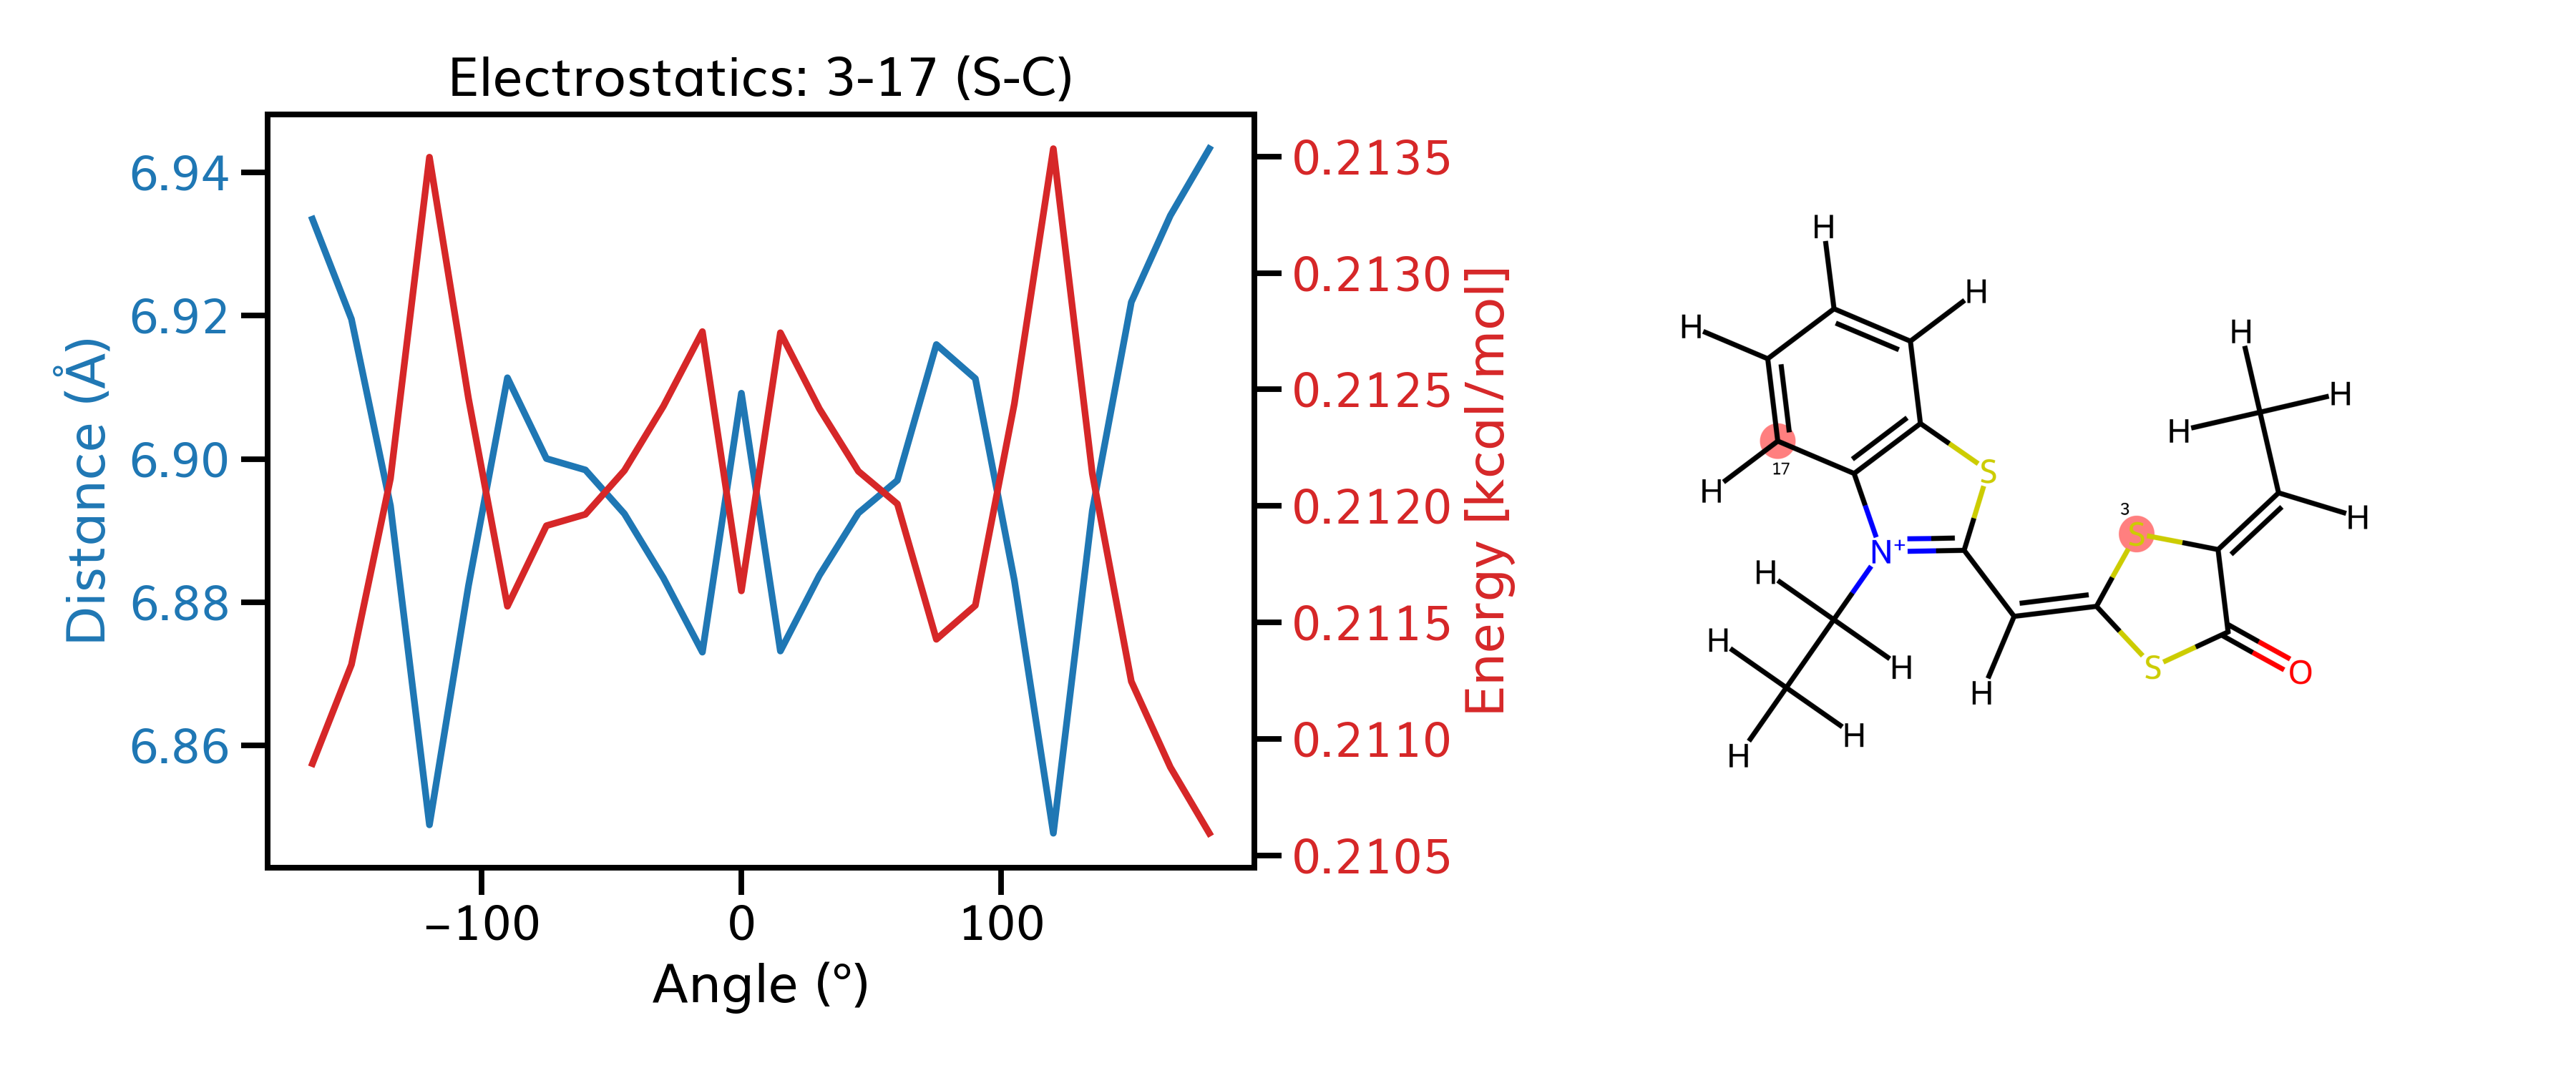 Electrostatics: 3-17 (S-C)
6.94
6.92
6.90
6.88
6.86
Distance (Å)
0.2135
0.2130
0.2125
0.2120
0.2115
0.2110
0.2105
Energy [kcal/mol]
−100
0
100
Angle (°)
H
H
H
H
H
S
H
H
H
H
3
S
17
N+
H
H
H
H
H
H
S
O